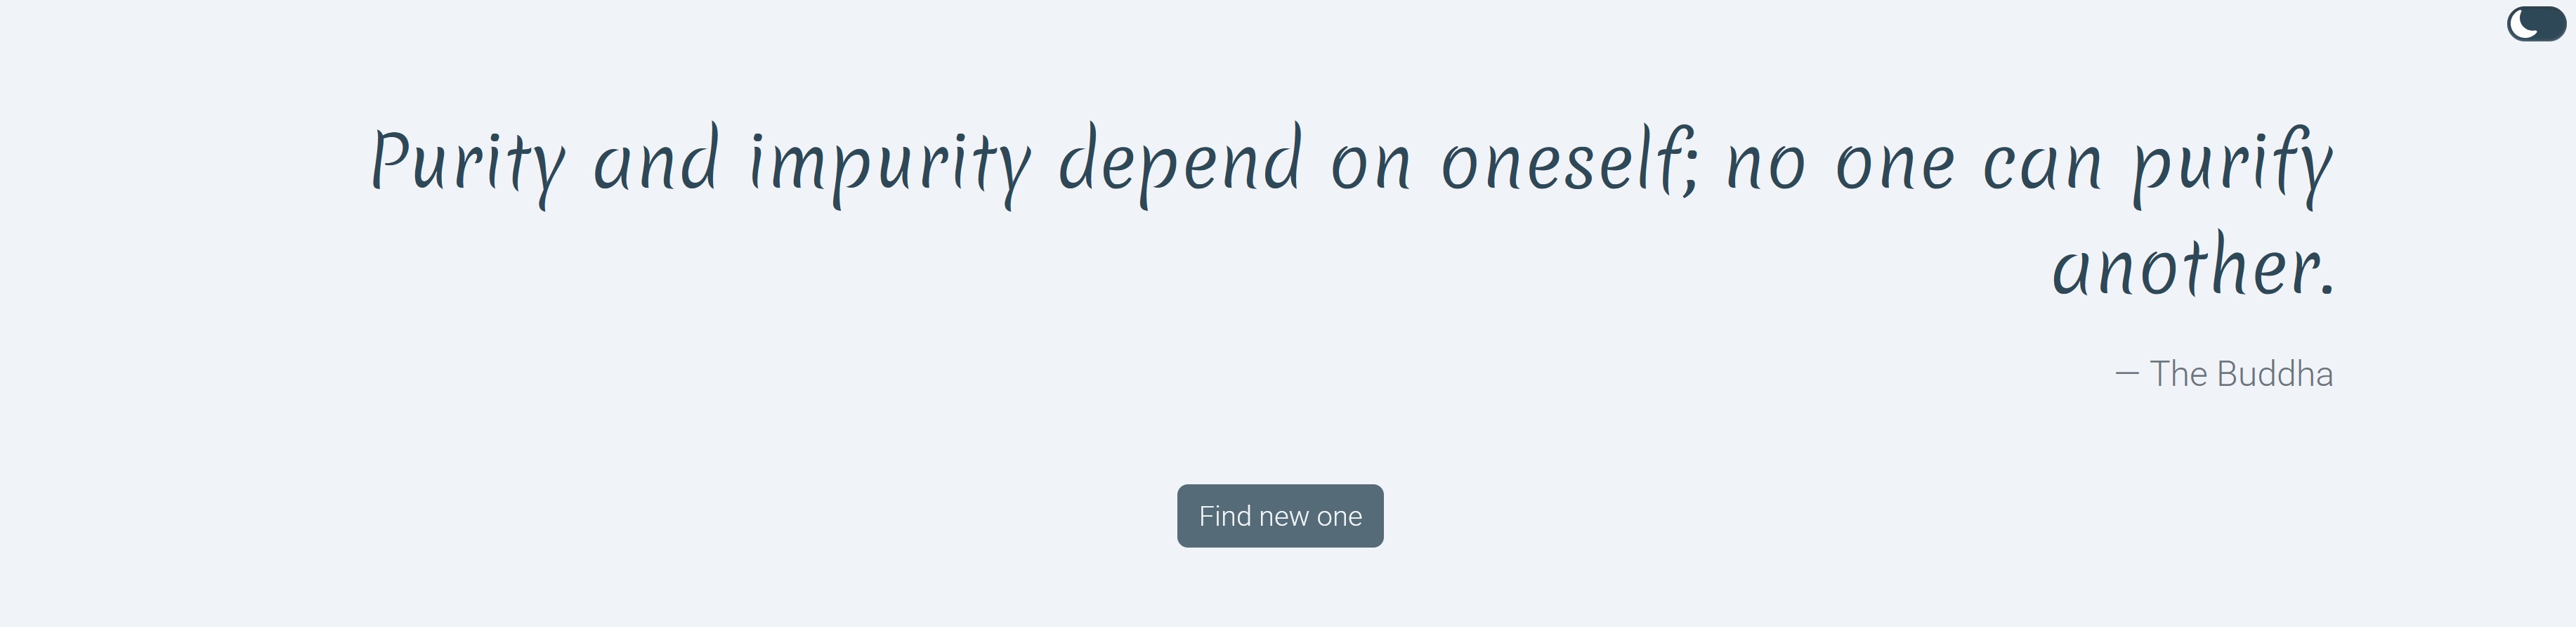 Purity and impurity depend on oneself; no one can purify
another.
— The Buddha
Find new one